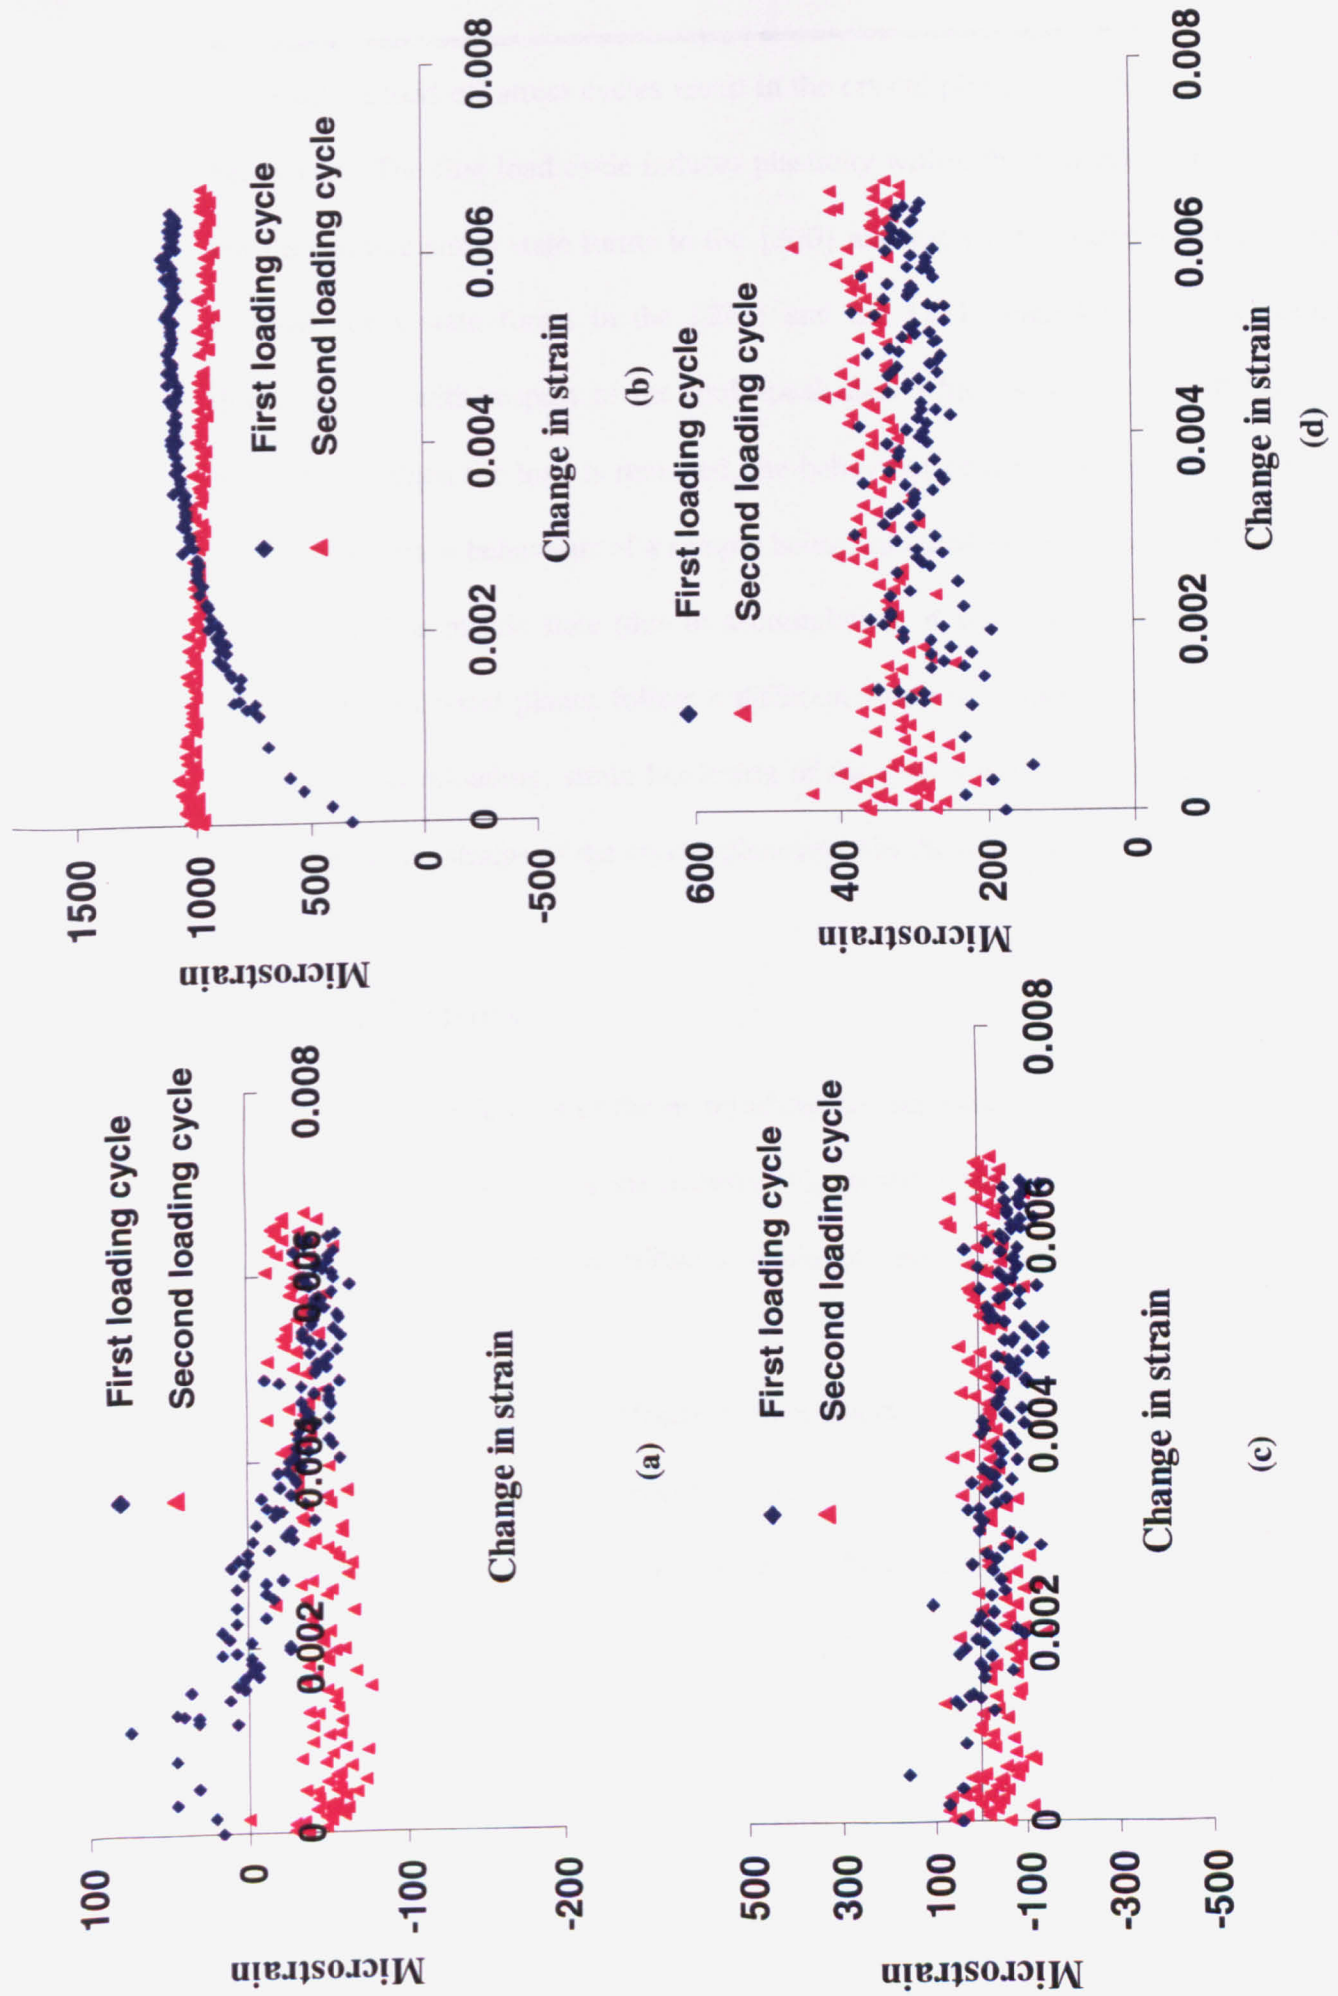 100
0
-100
-200
Microstrain
0
0.002
0.004
0.006
0.008
First loading cycle
Second loading cycle
Change in strain
(a)
1500
1000
500
0
-500
Microstrain
0
0.002
0.004
0.006
0.008
First loading cycle
Second loading cycle
Change in strain
(b)
500
300
100
-100
-300
-500
Microstrain
0
0.002
0.004
0.006
0.008
First loading cycle
Second loading cycle
Change in strain
(c)
600
400
200
0
Microstrain
0
0.002
0.004
0.006
0.008
First loading cycle
Second loading cycle
Change in strain
(d)